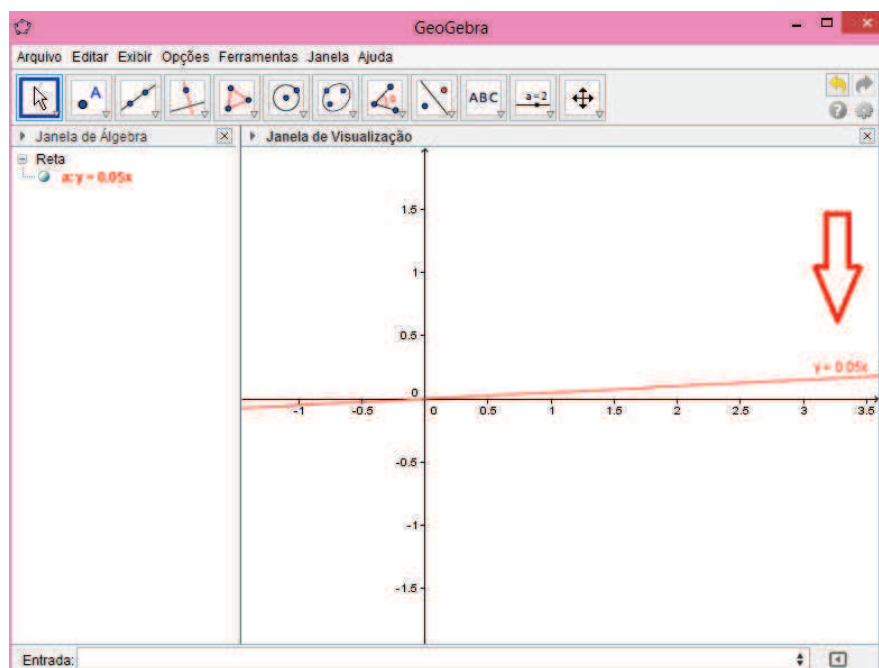 GeoGebra
Arquivo Editar Exibir Opções Ferramentas Janela Ajuda
A
ABC
a=2
Janela de Álgebra
Janela de Visualização
Reta
a: y = 0.05x
1.5
1
0.5
y = 0.05x
0
-1 -0.5 0 0.5 1 1.5 2 2.5 3 3.5
-0.5
-1
-1.5
Entrada: